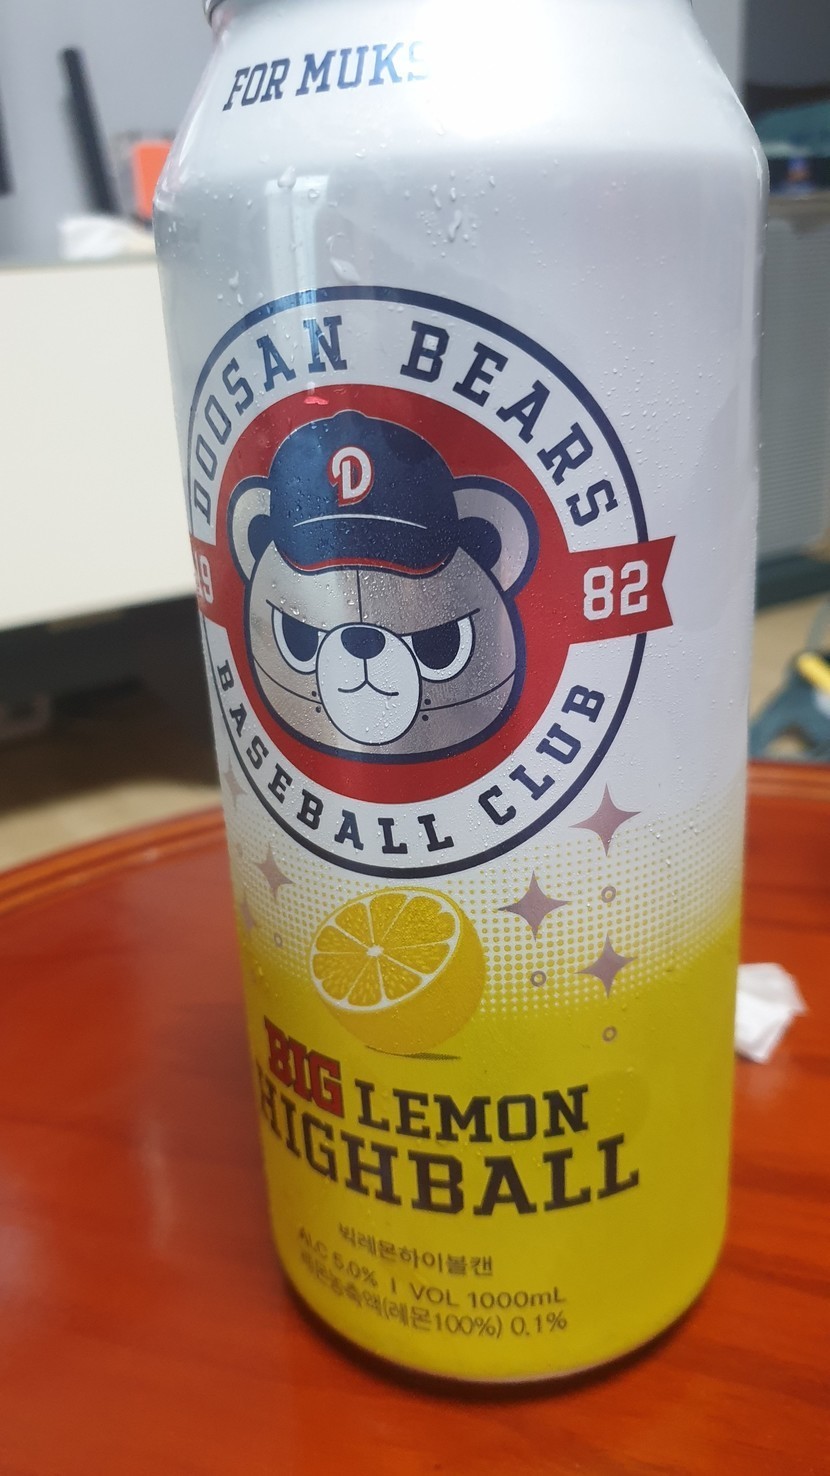 FOR MUKS
DOOSAN BEARS
D
1982
BASEBALL CLUB
BIG LEMON
HIGHBALL
빅레몬하이볼캔
ALC 5.0% | VOL 1000mL
레몬농축액(레몬100%) 0.1%